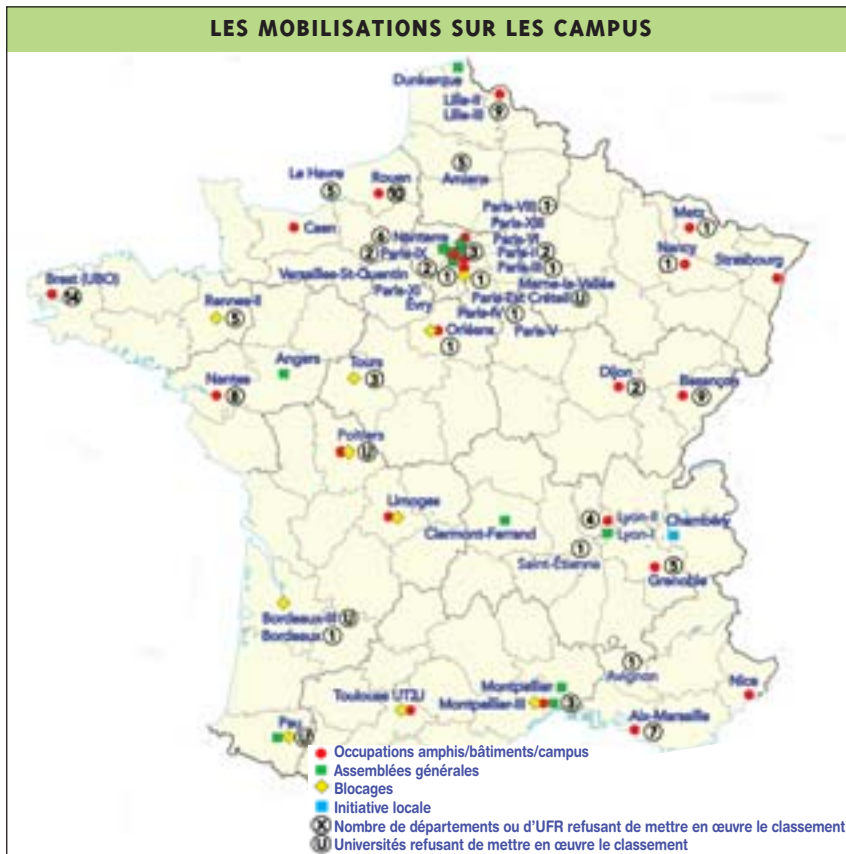 LES MOBILISATIONS SUR LES CAMPUS
Dunkerque
Lille-II
Lille-III 9
5
Amiens
Le Havre 5
Rouen 10
Caen
Paris-VIII 1
Paris-XIII
Paris-VI
Paris-I 2
Paris-III 1
6 Nanterre
2 Paris-IX
3
Versailles-St-Quentin 2
1
1
Marne-la-Vallée
Paris-XI
Paris-Est Créteil U
Évry
Paris-IV 1
Paris-V
Metz 1
Nancy 1
Strasbourg
Brest (UBO) 14
Rennes-II 5
Orléans 1
Angers
Tours 3
Nantes 8
Dijon 2
Besançon 9
Poitiers U
Limoges
Clermont-Ferrand
4 Lyon-II
Lyon-I
Chambéry
1
Saint-Étienne
5
Grenoble
Bordeaux-III U
Bordeaux 1
1
Avignon
Nice
Montpellier
Montpellier-III 3
Toulouse UT2J
Aix-Marseille 7
Pau U
Occupations amphis/bâtiments/campus
Assemblées générales
Blocages
Initiative locale
X Nombre de départements ou d'UFR refusant de mettre en œuvre le classement
U Universités refusant de mettre en œuvre le classement